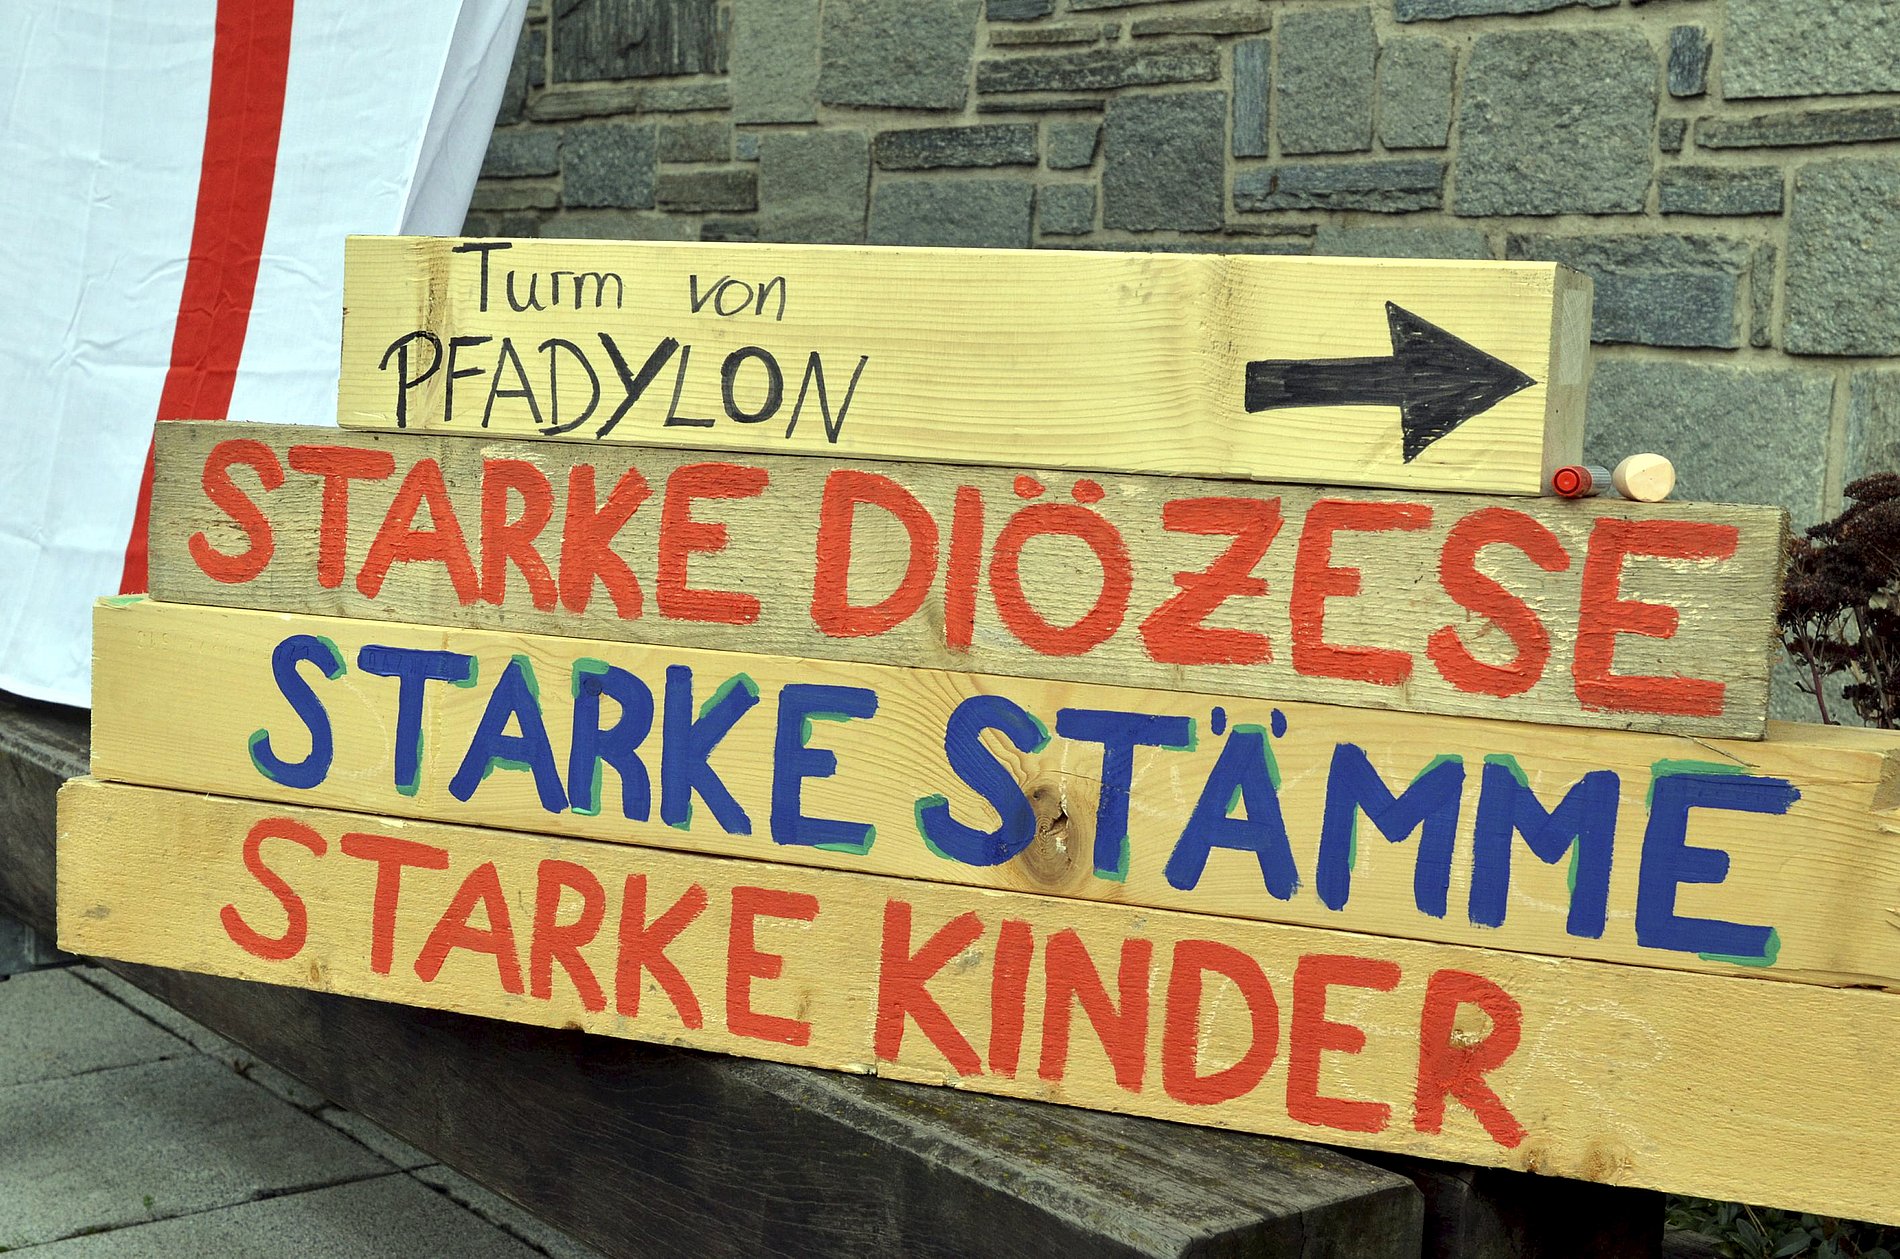 Turm von
PFADYLON
STARKE DIÖZESE
STARKE STÄMME
STARKE KINDER